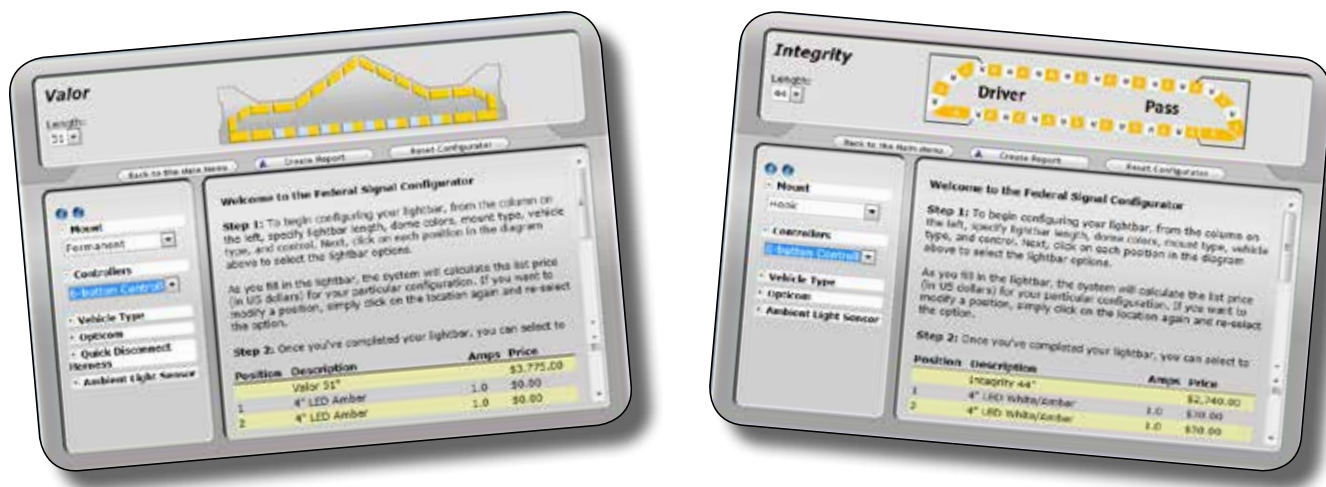 Valor
Length:
51
Back to the Main Menu
Create Report
Reset Configurator
Mount
Permanent
Controllers
6-button Controll
Vehicle Type
Opticom
Quick Disconnect
Harness
Ambient Light Sensor
Welcome to the Federal Signal Configurator
Step 1: To begin configuring your lightbar, from the column on
the left, specify lightbar length, dome colors, mount type, vehicle
type, and control. Next, click on each position in the diagram
above to select the lightbar options.
As you fill in the lightbar, the system will calculate the list price
(in US dollars) for your particular configuration. If you want to
modify a position, simply click on the location again and re-select
the option.
Step 2: Once you've completed your lightbar, you can select to
Position Description Amps Price
Valor 51" $3,775.00
1 4" LED Amber 1.0 $0.00
2 4" LED Amber 1.0 $0.00
Integrity
Length:
44
Driver Pass
Back to the Main Menu
Create Report
Reset Configurator
Mount
Hook
Controllers
6-button Controll
Vehicle Type
Opticom
Ambient Light Sensor
Welcome to the Federal Signal Configurator
Step 1: To begin configuring your lightbar, from the column on
the left, specify lightbar length, dome colors, mount type, vehicle
type, and control. Next, click on each position in the diagram
above to select the lightbar options.
As you fill in the lightbar, the system will calculate the list price
(in US dollars) for your particular configuration. If you want to
modify a position, simply click on the location again and re-select
the option.
Step 2: Once you've completed your lightbar, you can select to
Position Description Amps Price
Integrity 44" $2,740.00
1 4" LED White/Amber 1.0 $30.00
2 4" LED White/Amber 1.0 $30.00